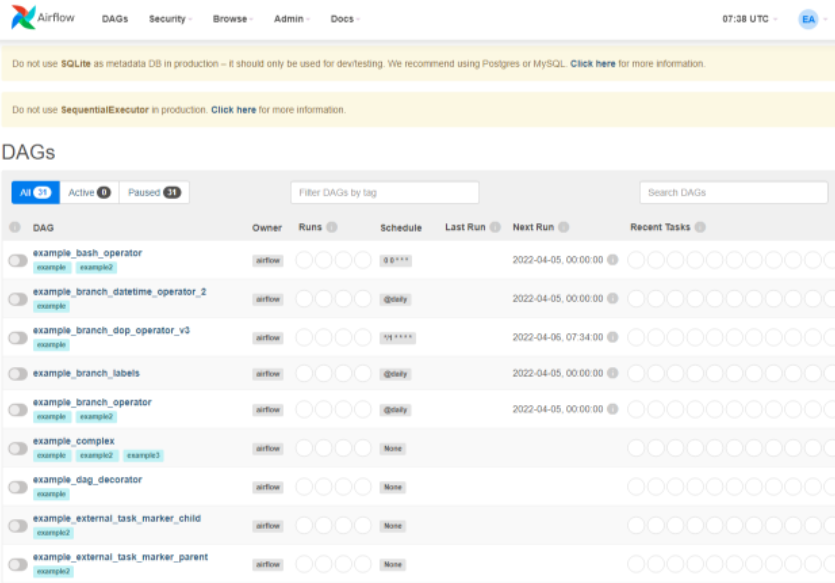 Airflow DAGs Security Browse Admin Docs 07:38 UTC EA
Do not use SQLite as metadata DB in production – it should only be used for dev/testing. We recommend using Postgres or MySQL. Click here for more information.
Do not use SequentialExecutor in production. Click here for more information.
DAGs
All 31 Active 0 Paused 31 Filter DAGs by tag Search DAGs
DAG Owner Runs Schedule Last Run Next Run Recent Tasks
example_bash_operator
example example2 airflow 0 0 * * * 2022-04-05, 00:00:00
example_branch_datetime_operator_2
example airflow @daily 2022-04-05, 00:00:00
example_branch_dop_operator_v3
example airflow */1 * * * * 2022-04-06, 07:34:00
example_branch_labels airflow @daily 2022-04-05, 00:00:00
example_branch_operator
example example2 airflow @daily 2022-04-05, 00:00:00
example_complex
example example2 example3 airflow None
example_dag_decorator
example airflow None
example_external_task_marker_child
example2 airflow None
example_external_task_marker_parent
example2 airflow None